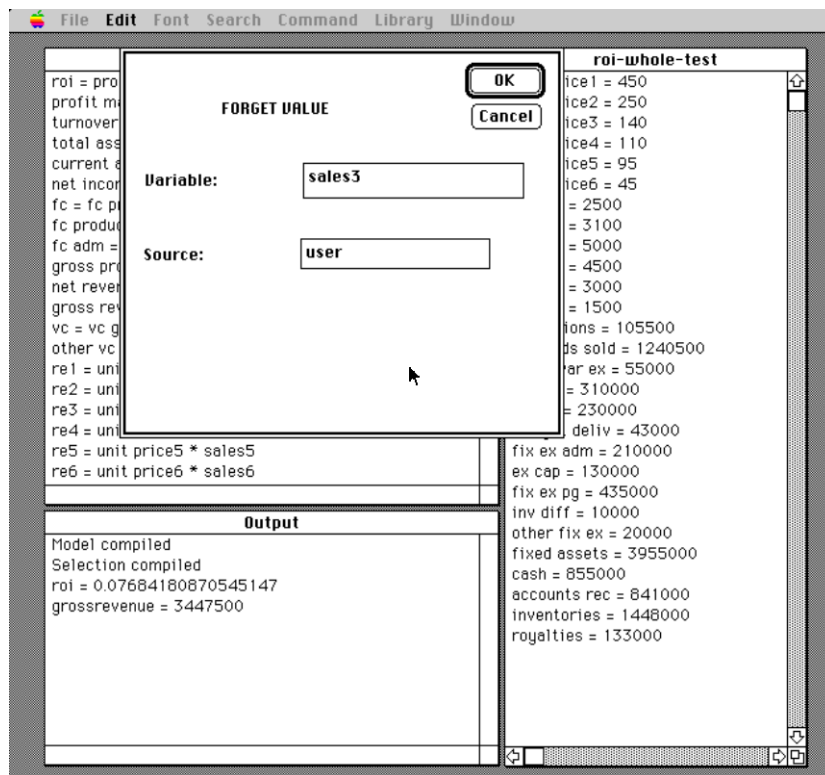 File Edit Font Search Command Library Window
roi = pro
profit m
turnover
total ass
current a
net incor
fc = fc p
fc produc
fc adm =
gross pro
net rever
gross rev
vc = vc g
other vc
re1 = uni
re2 = uni
re3 = uni
re4 = uni
re5 = unit price5 * sales5
re6 = unit price6 * sales6
FORGET VALUE
OK
Cancel
Variable:
sales3
Source:
user
Output
Model compiled
Selection compiled
roi = 0.07684180870545147
grossrevenue = 3447500
roi-whole-test
ice1 = 450
ice2 = 250
ice3 = 140
ice4 = 110
ice5 = 95
ice6 = 45
= 2500
= 3100
= 5000
= 4500
= 3000
= 1500
ions = 105500
ds sold = 1240500
ar ex = 55000
= 310000
= 230000
deliv = 43000
fix ex adm = 210000
ex cap = 130000
fix ex pg = 435000
inv diff = 10000
other fix ex = 20000
fixed assets = 3955000
cash = 855000
accounts rec = 841000
inventories = 1448000
royalties = 133000